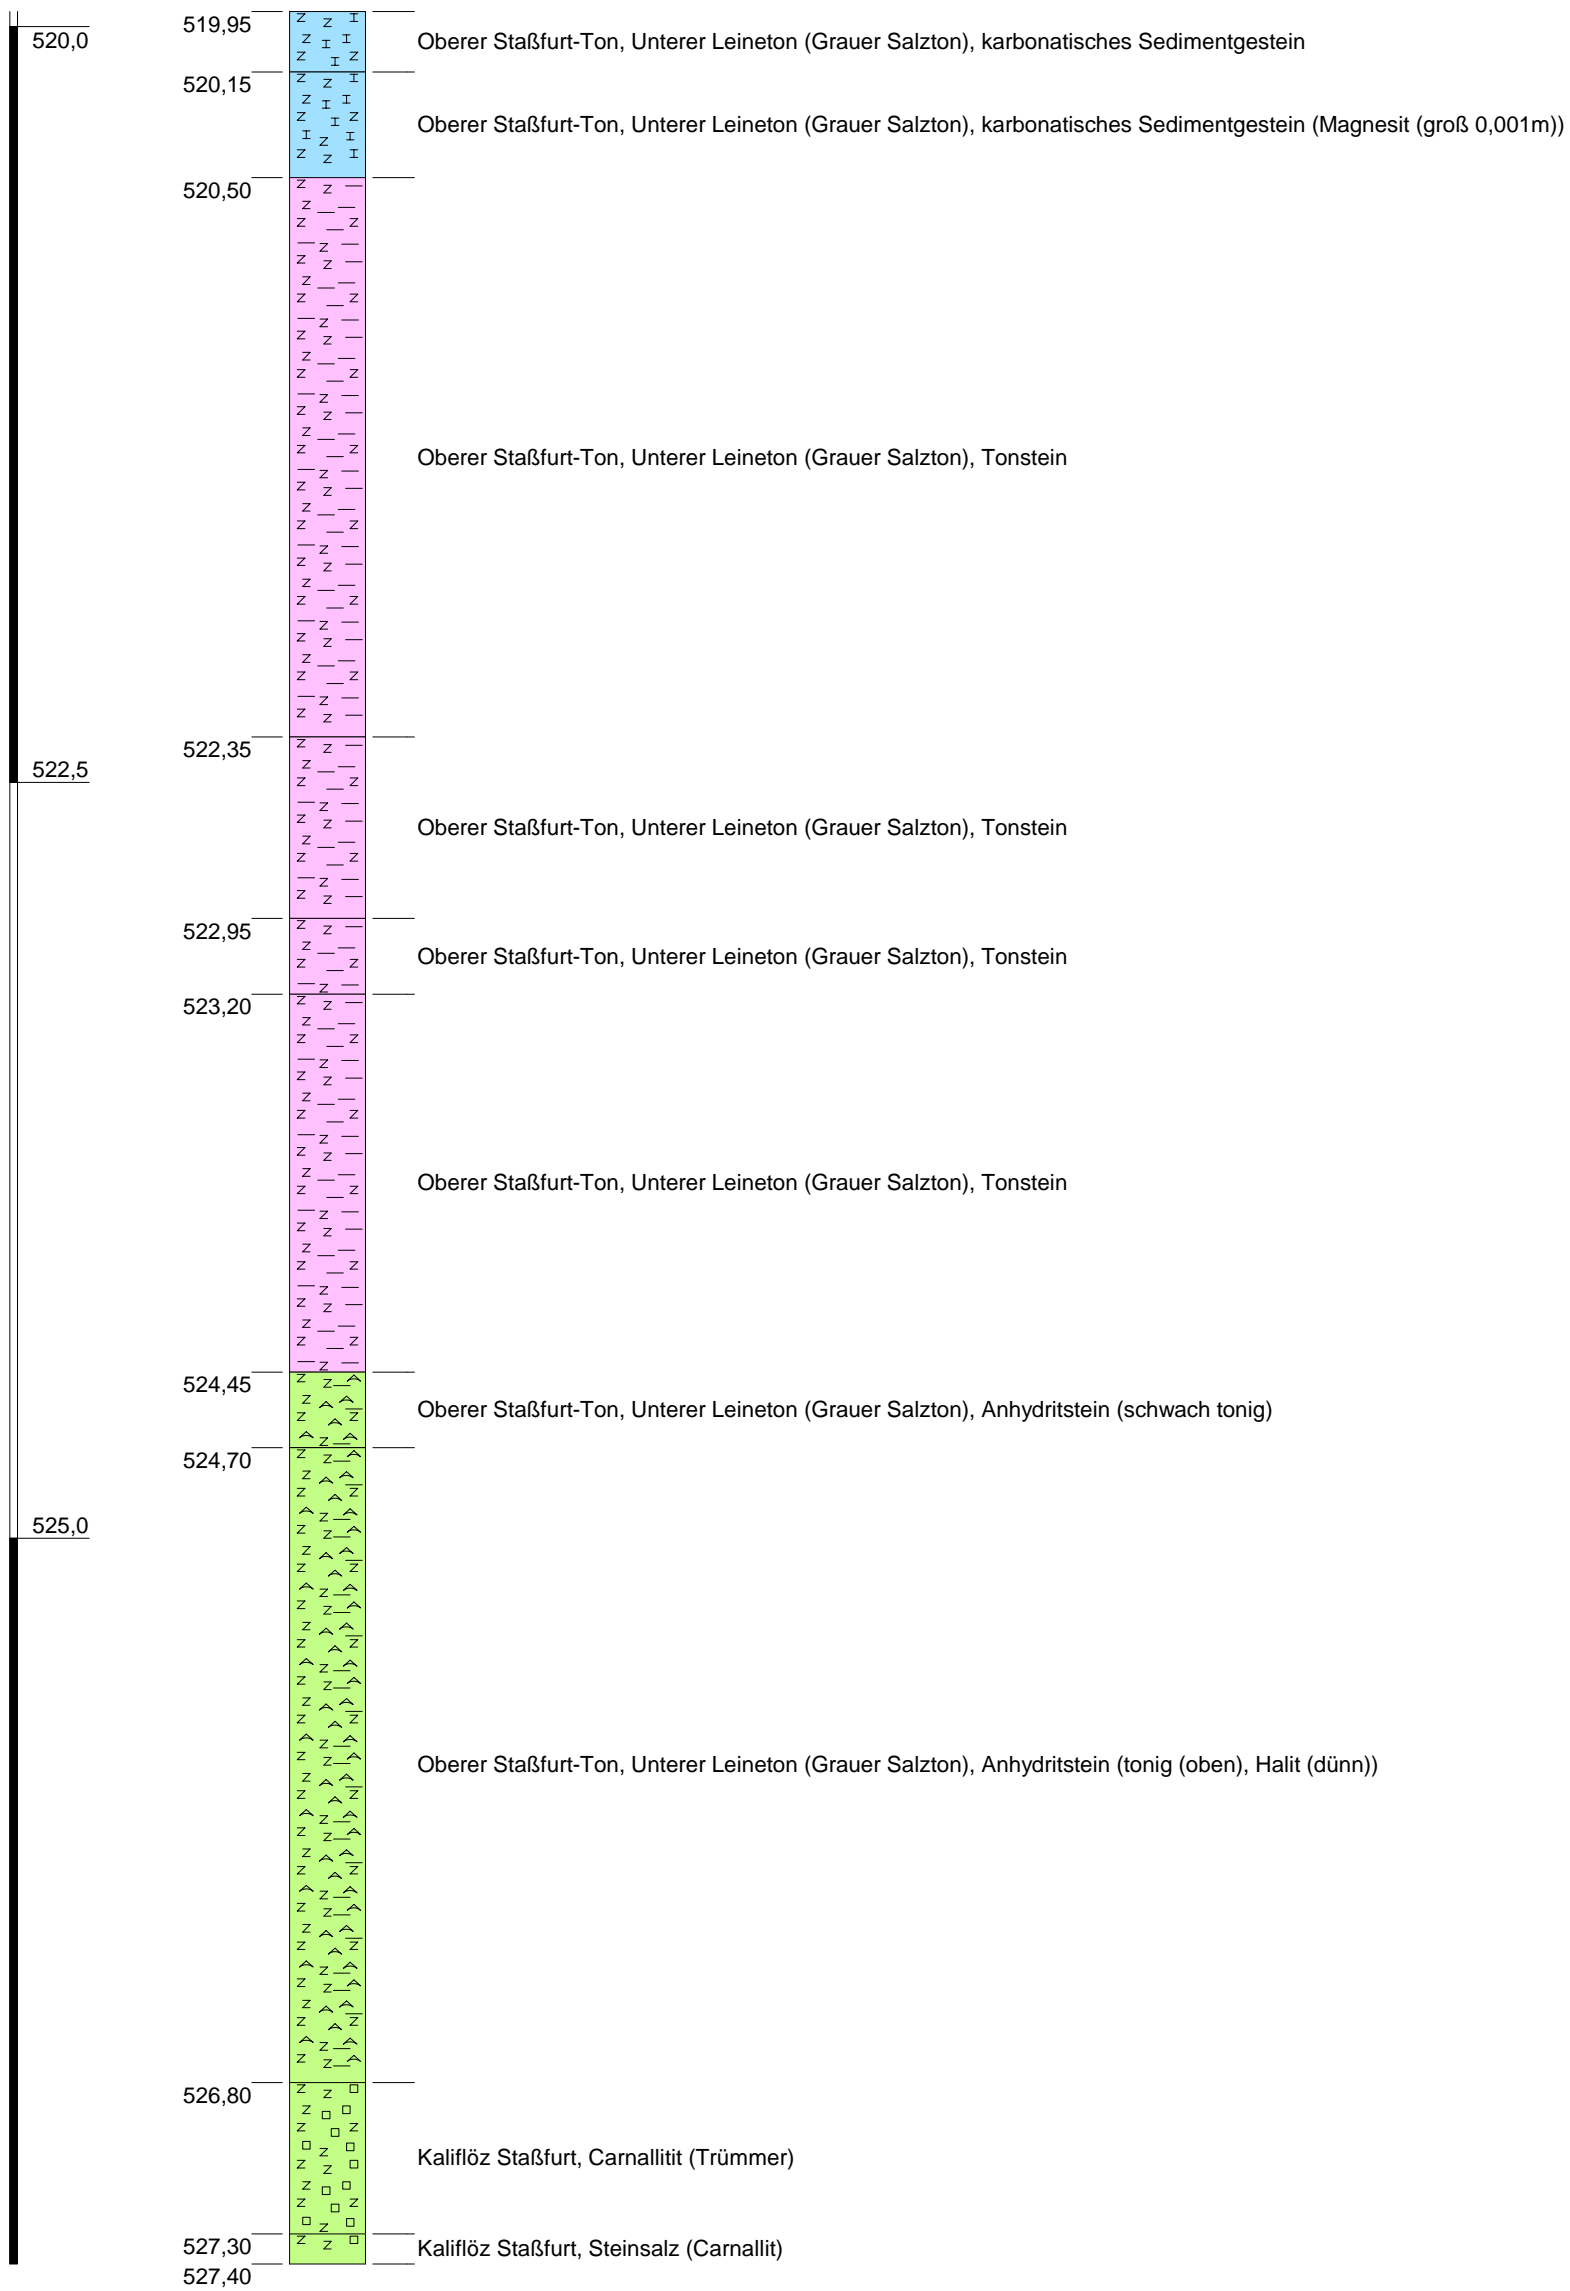 519,95
520,0
Oberer Staßfurt-Ton, Unterer Leineton (Grauer Salzton), karbonatisches Sedimentgestein
520,15
Oberer Staßfurt-Ton, Unterer Leineton (Grauer Salzton), karbonatisches Sedimentgestein (Magnesit (groß 0,001m))
520,50
Oberer Staßfurt-Ton, Unterer Leineton (Grauer Salzton), Tonstein
522,35
522,5
Oberer Staßfurt-Ton, Unterer Leineton (Grauer Salzton), Tonstein
522,95
Oberer Staßfurt-Ton, Unterer Leineton (Grauer Salzton), Tonstein
523,20
Oberer Staßfurt-Ton, Unterer Leineton (Grauer Salzton), Tonstein
524,45
Oberer Staßfurt-Ton, Unterer Leineton (Grauer Salzton), Anhydritstein (schwach tonig)
524,70
525,0
Oberer Staßfurt-Ton, Unterer Leineton (Grauer Salzton), Anhydritstein (tonig (oben), Halit (dünn))
526,80
Kaliflöz Staßfurt, Carnallitit (Trümmer)
527,30
Kaliflöz Staßfurt, Steinsalz (Carnallit)
527,40